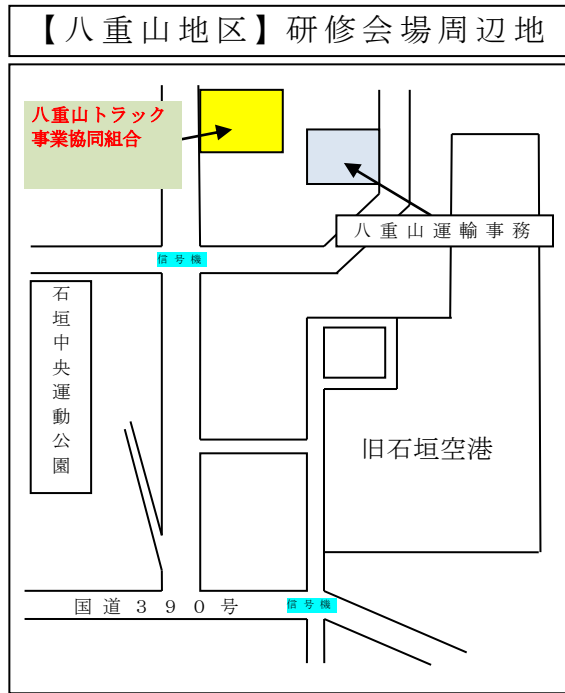 【八重山地区】研修会場周辺地
八重山トラック
事業協同組合
八重山運輸事務
信号機
石垣中央運動公園
旧石垣空港
国道３９０号
信号機